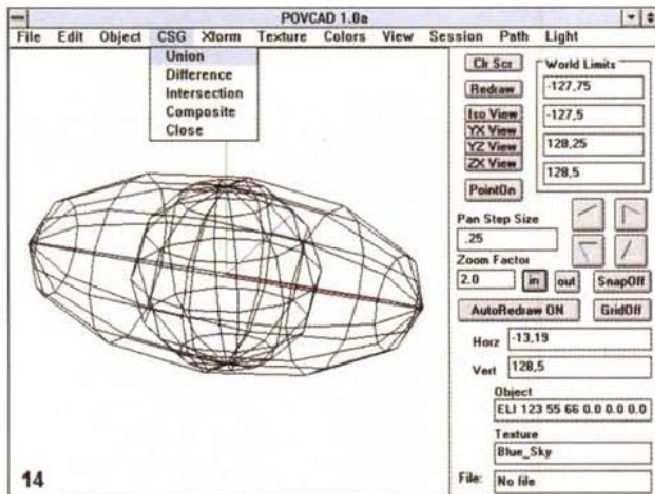 POVCAD 1.0a
File Edit Object CSG Xform Texture Colors View Session Path Light
Union
Difference
Intersection
Composite
Close
Clr Scr
Redraw
Iso View
YX View
YZ View
ZX View
PointOn
World Limits
-127,75
-127,5
128,25
128,5
Pan Step Size
.25
Zoom Factor
2.0 in out SnapOff
AutoRedraw ON GridOff
Horz -13,19
Vert 128,5
Object
ELI 123 55 66 0.0 0.0 0.0
Texture
Blue_Sky
File: No file
14